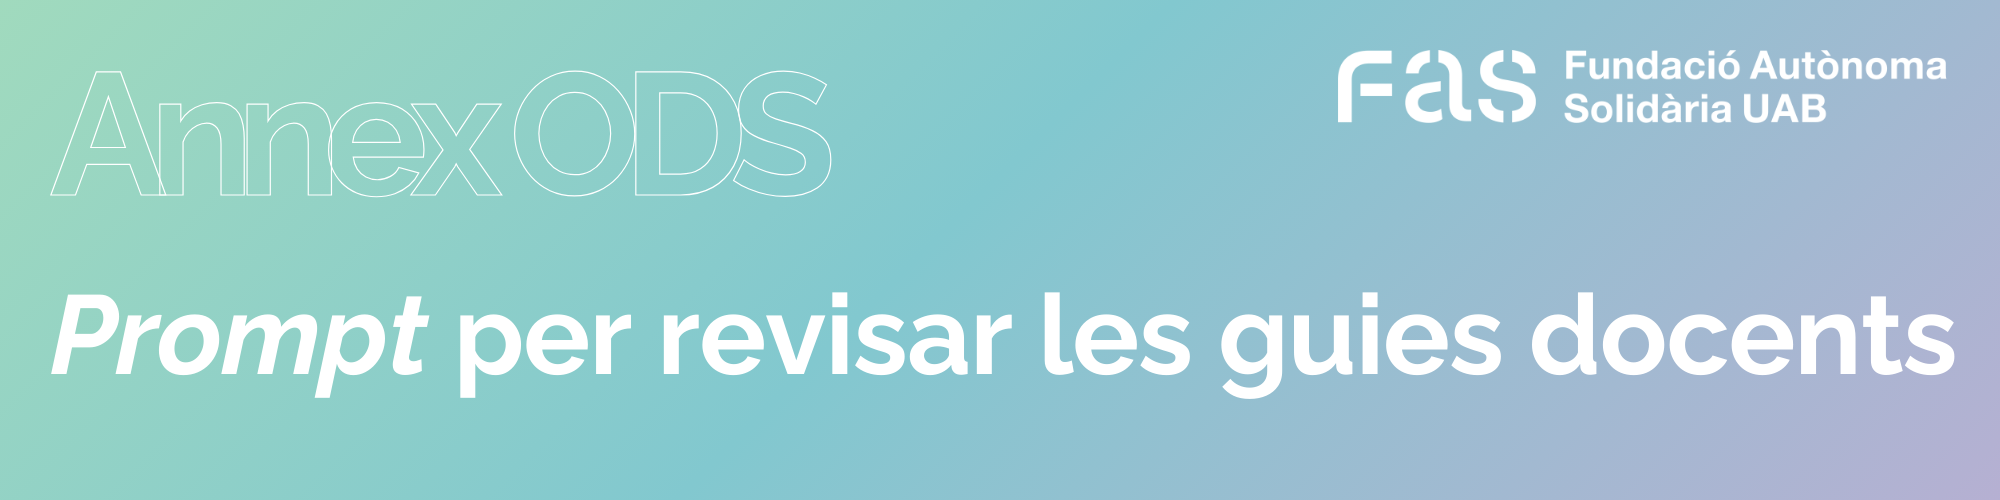 Annex ODS
fas
Fundació Autònoma
Solidària UAB
Prompt per revisar les guies docents